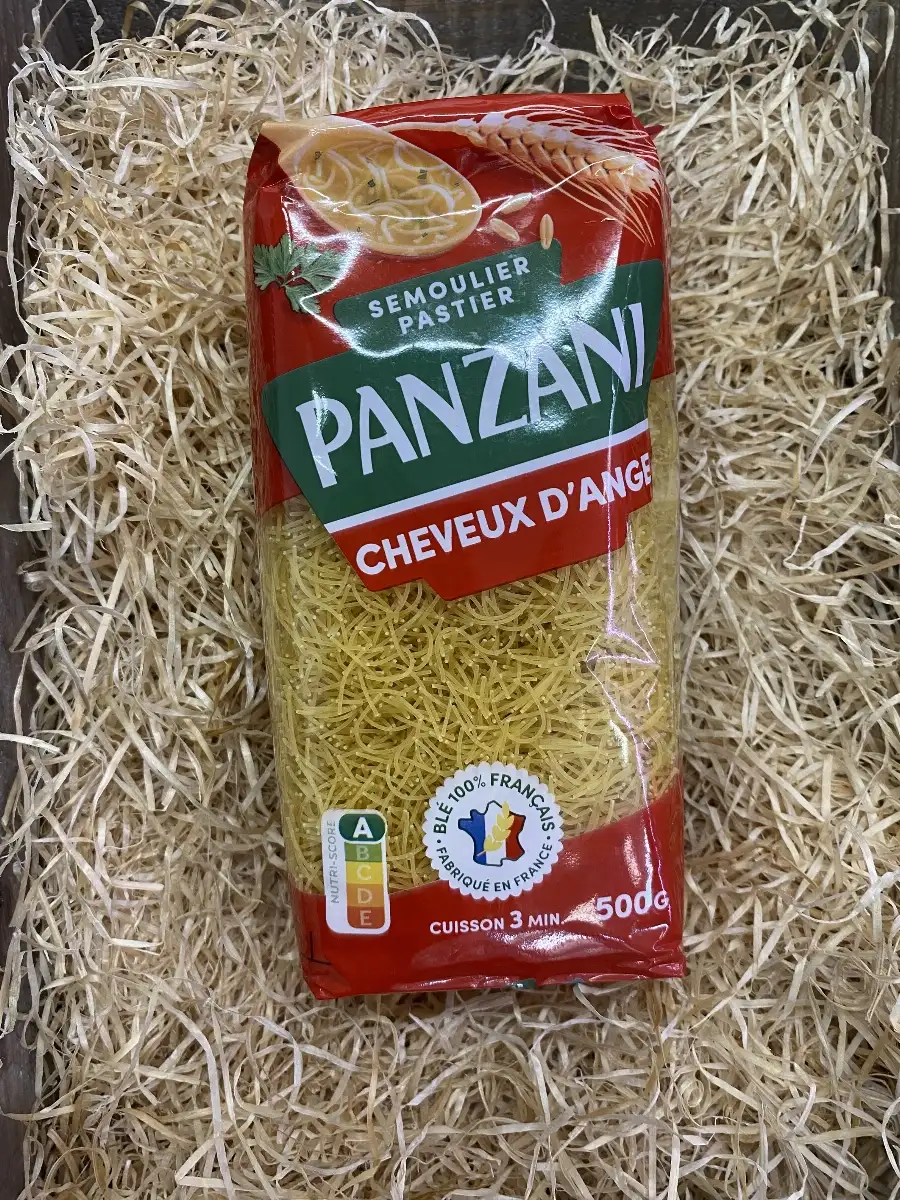 SEMOULIER
PASTIER
PANZANI
CHEVEUX D'ANGE
NUTRI-SCORE
A
B
C
D
E
BLÉ 100% FRANÇAIS
FABRIQUÉ EN FRANCE
CUISSON 3 MIN.
500G